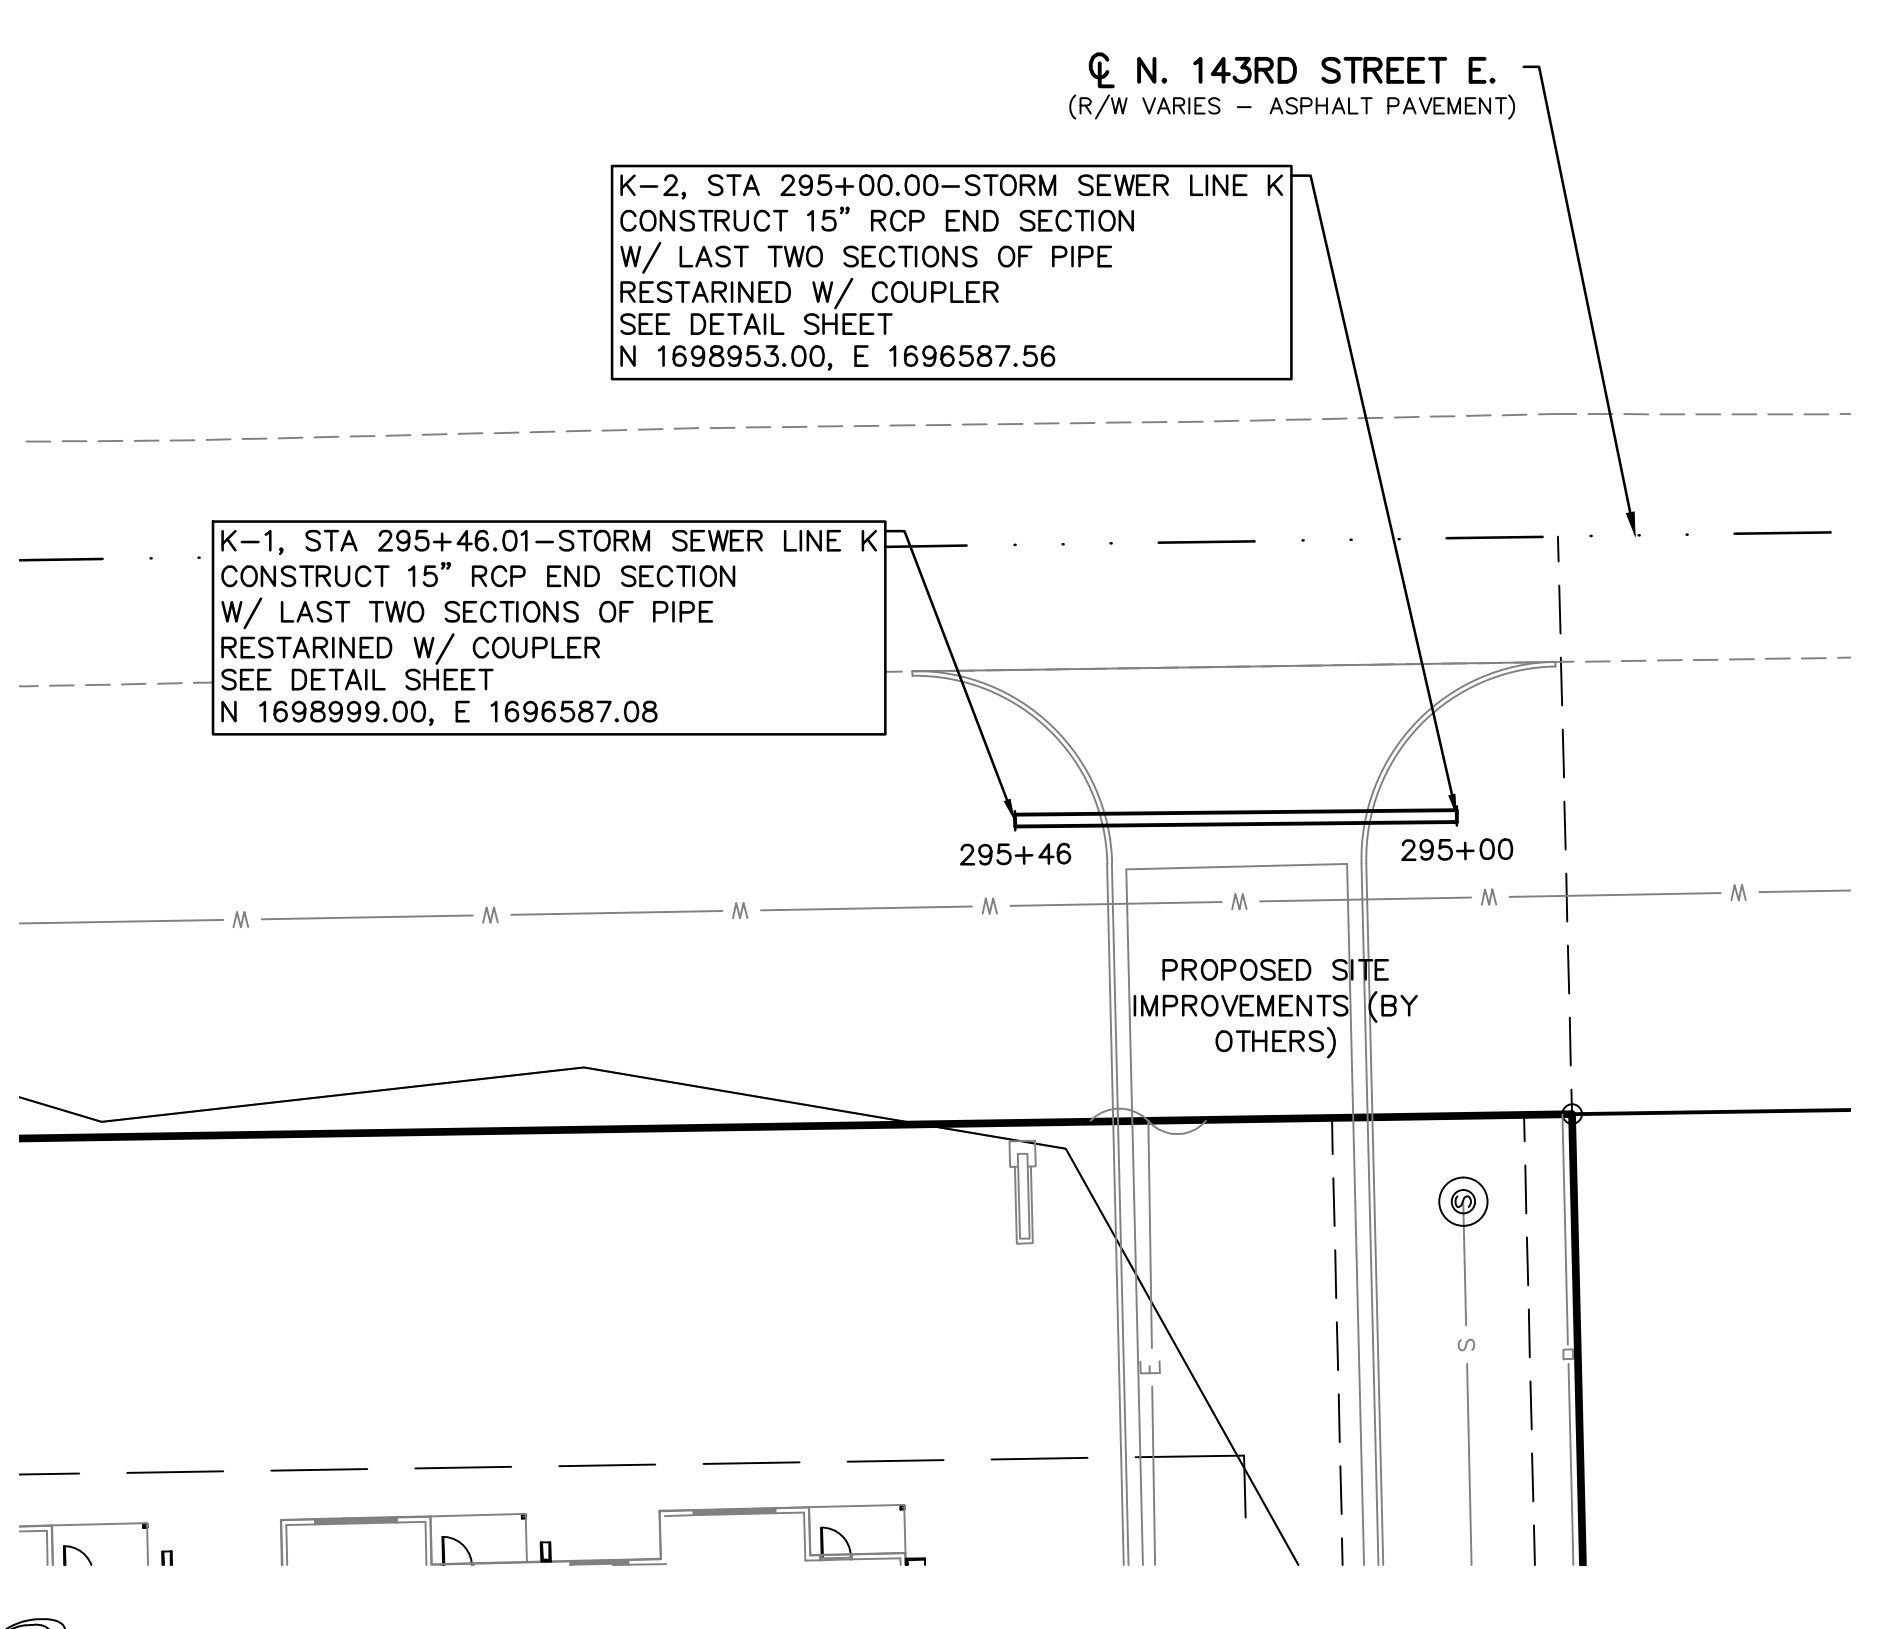 ℄ N. 143RD STREET E.
(R/W VARIES – ASPHALT PAVEMENT)
K–2, STA 295+00.00–STORM SEWER LINE K
CONSTRUCT 15" RCP END SECTION
W/ LAST TWO SECTIONS OF PIPE
RESTARINED W/ COUPLER
SEE DETAIL SHEET
N 1698953.00, E 1696587.56
K–1, STA 295+46.01–STORM SEWER LINE K
CONSTRUCT 15" RCP END SECTION
W/ LAST TWO SECTIONS OF PIPE
RESTARINED W/ COUPLER
SEE DETAIL SHEET
N 1698999.00, E 1696587.08
295+46
295+00
W W W W W W W
PROPOSED SITE
IMPROVEMENTS (BY
OTHERS)
S
S
E